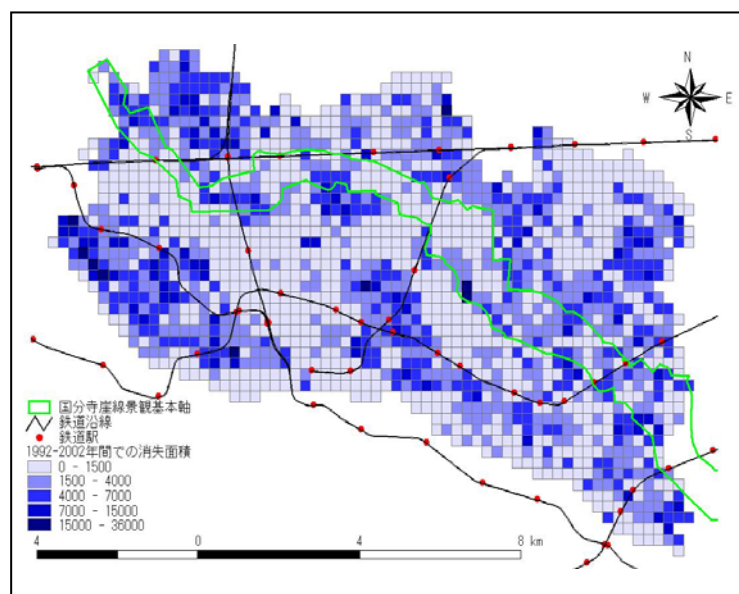 N
W E
S
国分寺崖線景観基本軸
鉄道沿線
鉄道駅
1992-2002年間での消失面積
0 - 1500
1500 - 4000
4000 - 7000
7000 - 15000
15000 - 36000
4 0 4 8 km